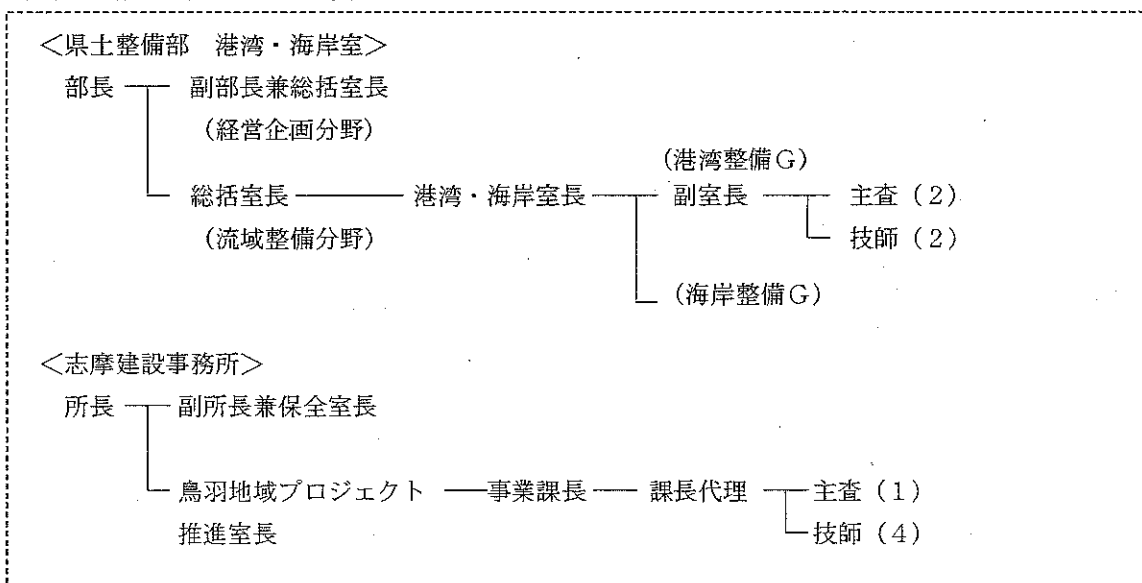 <県土整備部 港湾・海岸室>
部長 副部長兼総括室長
(経営企画分野)
(港湾整備G)
総括室長 港湾・海岸室長 副室長 主査(2)
(流域整備分野) 技師(2)
(海岸整備G)
<志摩建設事務所>
所長 副所長兼保全室長
鳥羽地域プロジェクト 事業課長 課長代理 主査(1)
推進室長 技師(4)